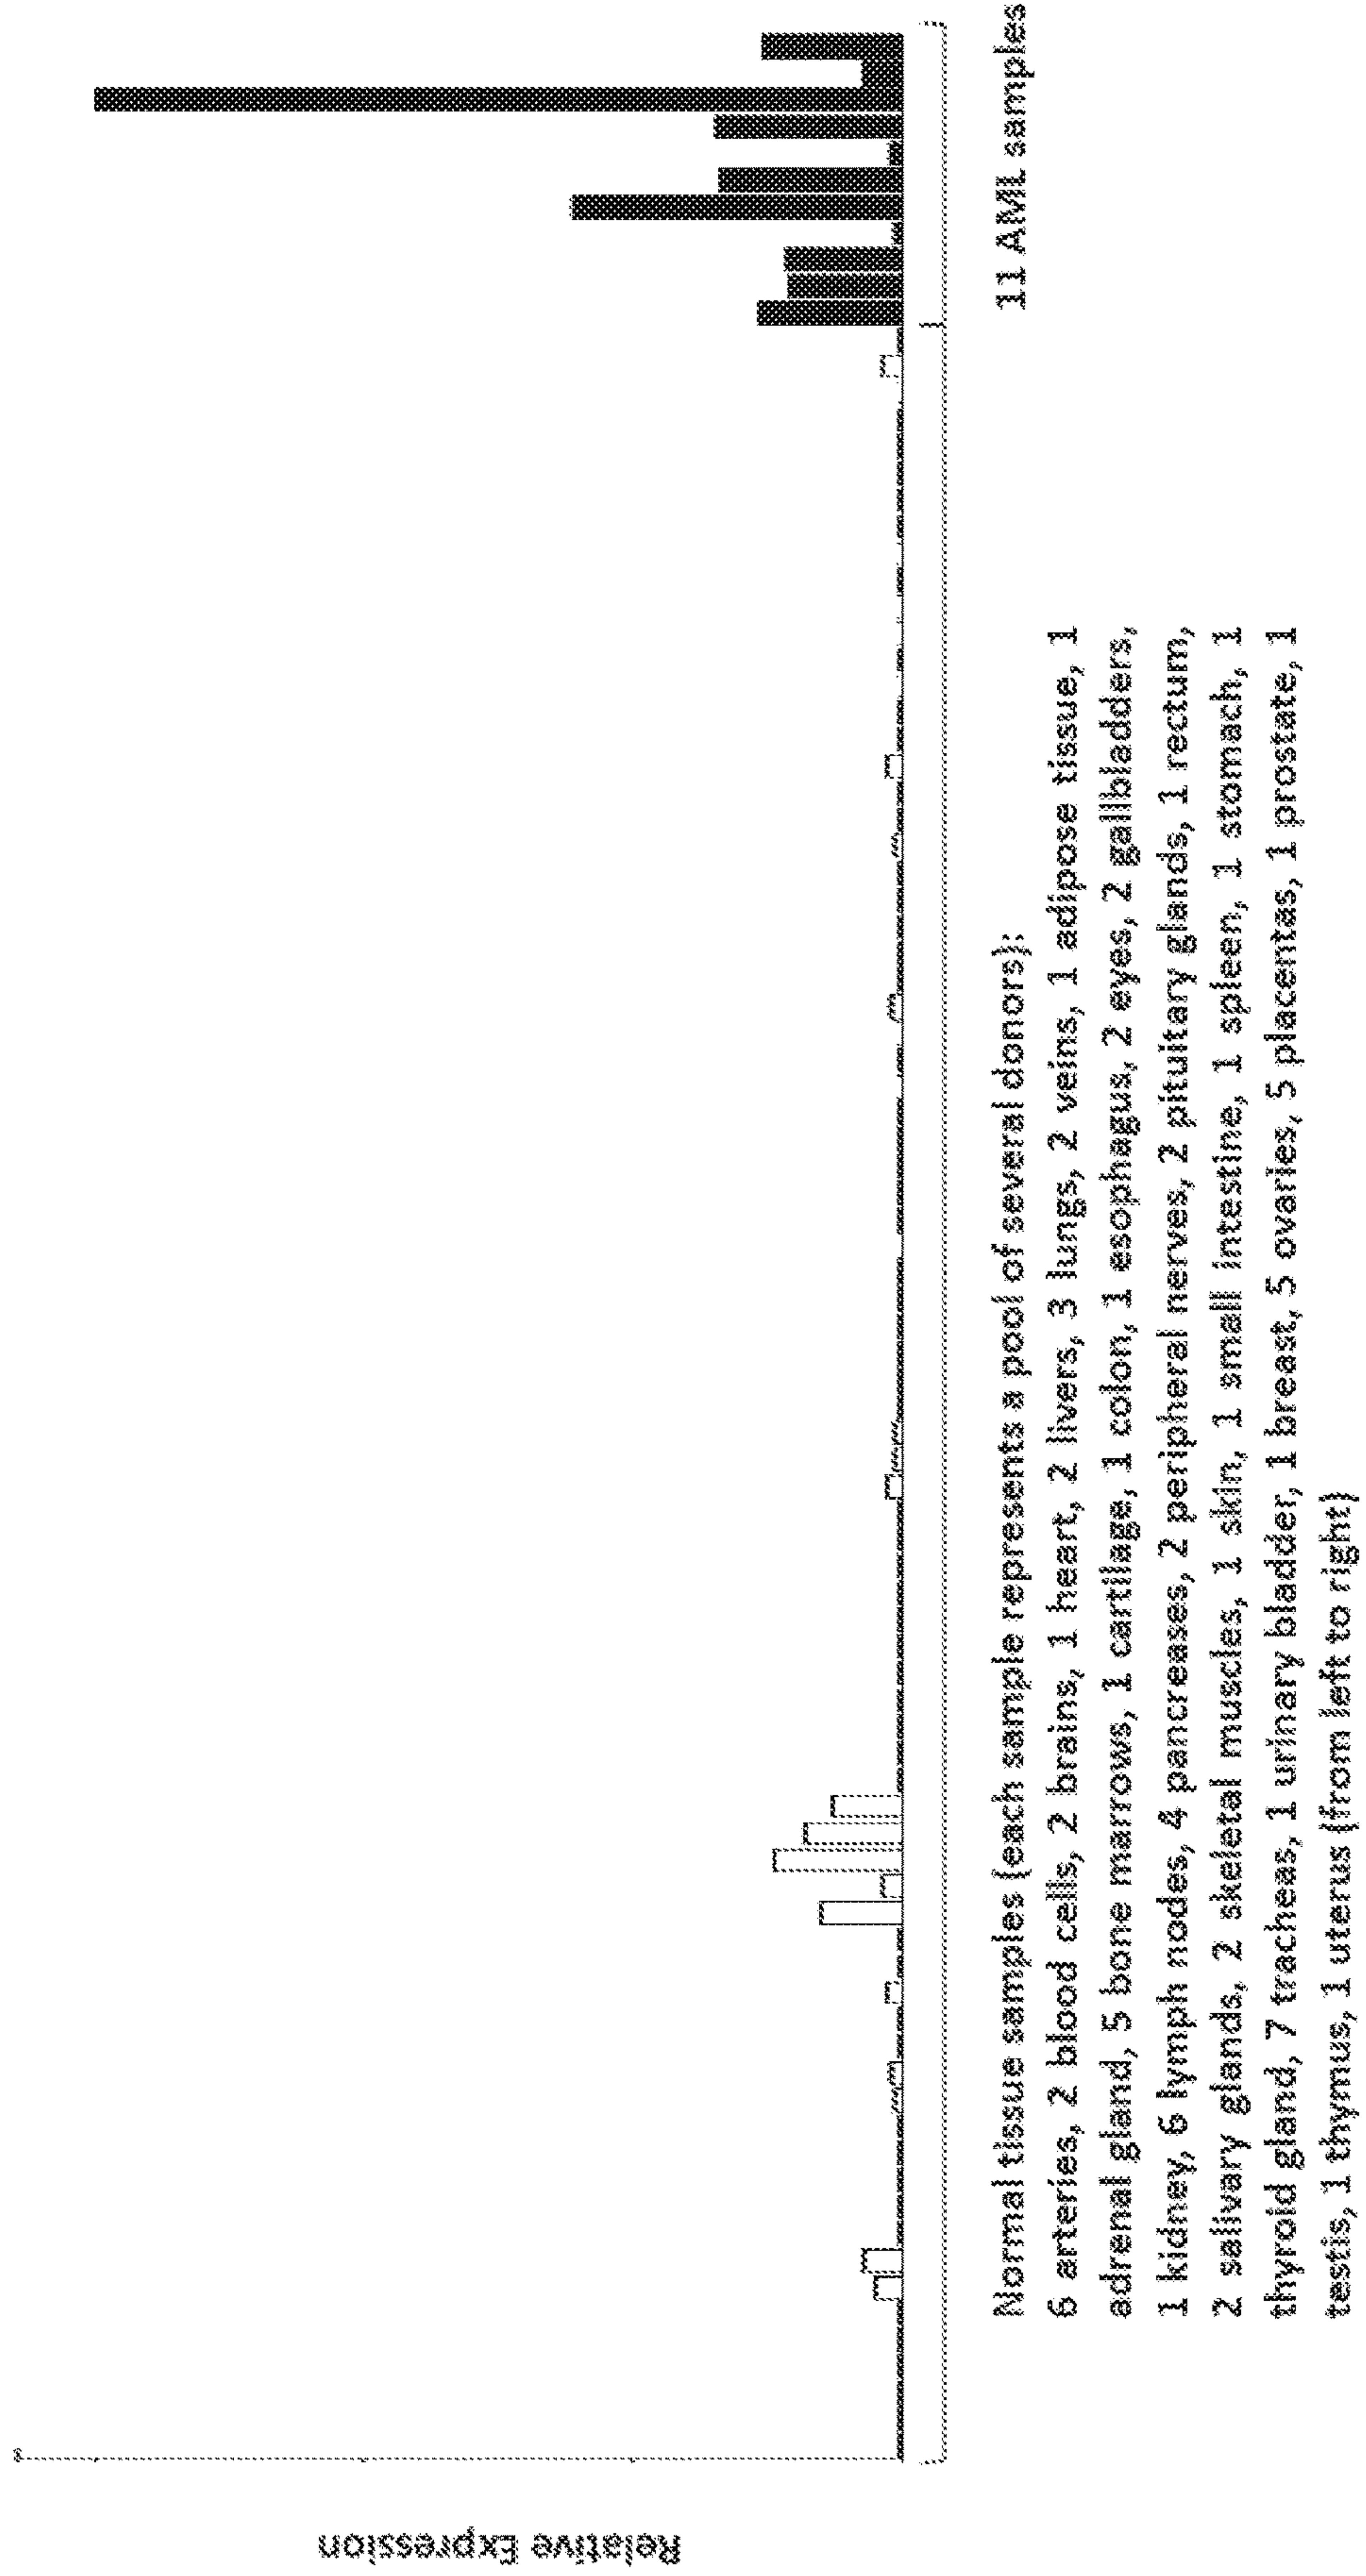 Relative Expression
Normal tissue samples (each sample represents a pool of several donors):
6 arteries, 2 blood cells, 2 brains, 1 heart, 2 livers, 3 lungs, 2 veins, 1 adipose tissue, 1
adrenal gland, 5 bone marrows, 1 cartilage, 1 colon, 1 esophagus, 2 eyes, 2 gallbladders,
1 kidney, 6 lymph nodes, 4 pancreases, 2 peripheral nerves, 2 pituitary glands, 1 rectum,
2 salivary glands, 2 skeletal muscles, 1 skin, 1 small intestine, 1 spleen, 1 stomach, 1
thyroid gland, 7 tracheas, 1 urinary bladder, 1 breast, 5 ovaries, 5 placentas, 1 prostate, 1
testis, 1 thymus, 1 uterus (from left to right)
11 AML samples